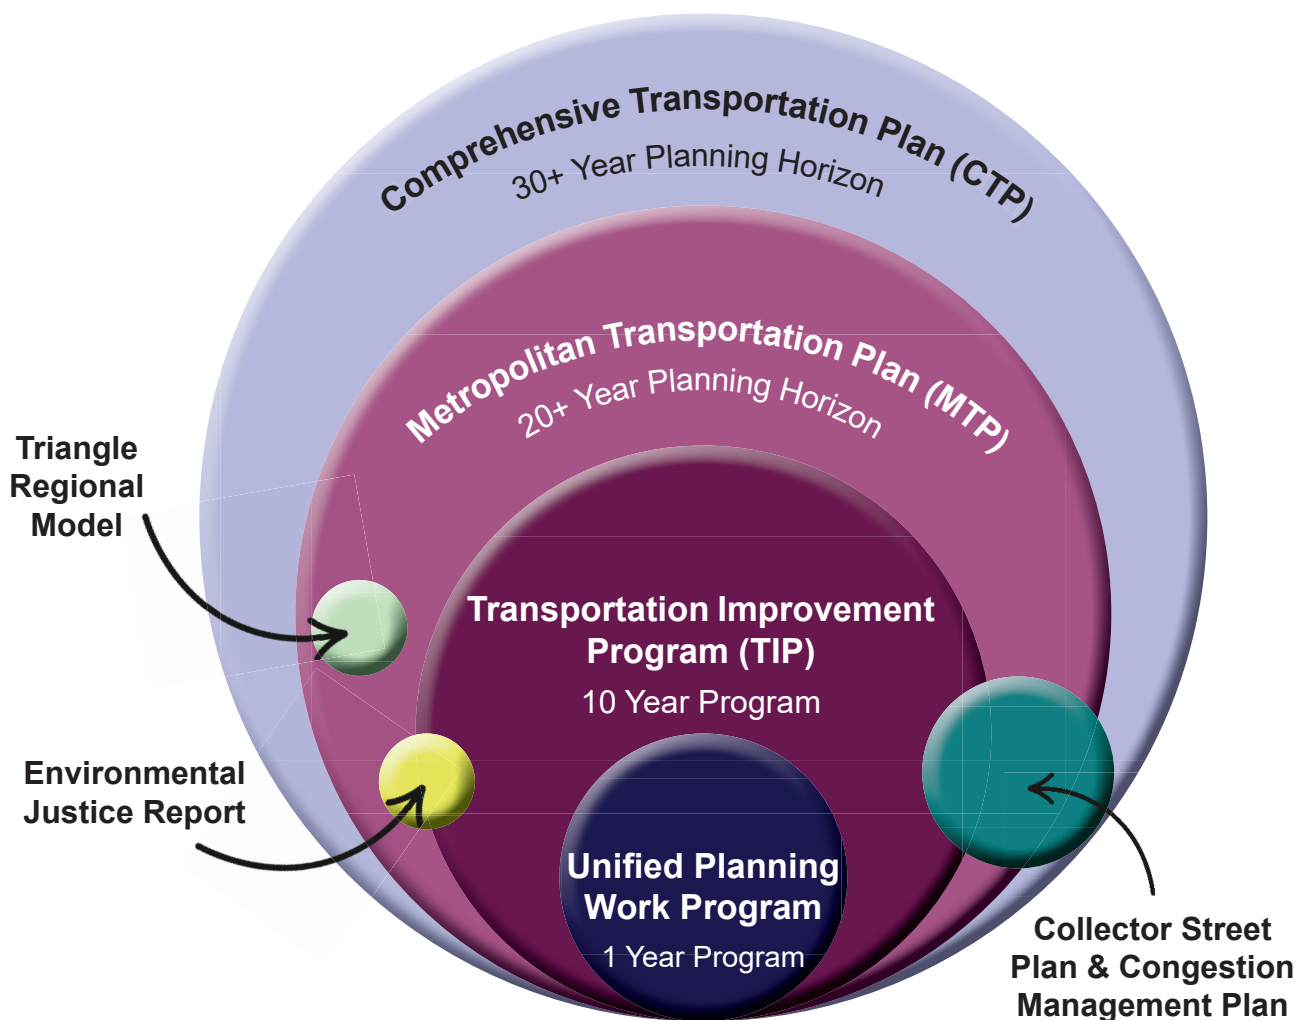 Comprehensive Transportation Plan (CTP)
30+ Year Planning Horizon
Metropolitan Transportation Plan (MTP)
20+ Year Planning Horizon
Triangle
Regional
Model
Transportation Improvement
Program (TIP)
10 Year Program
Environmental
Justice Report
Unified Planning
Work Program
1 Year Program
Collector Street
Plan & Congestion
Management Plan